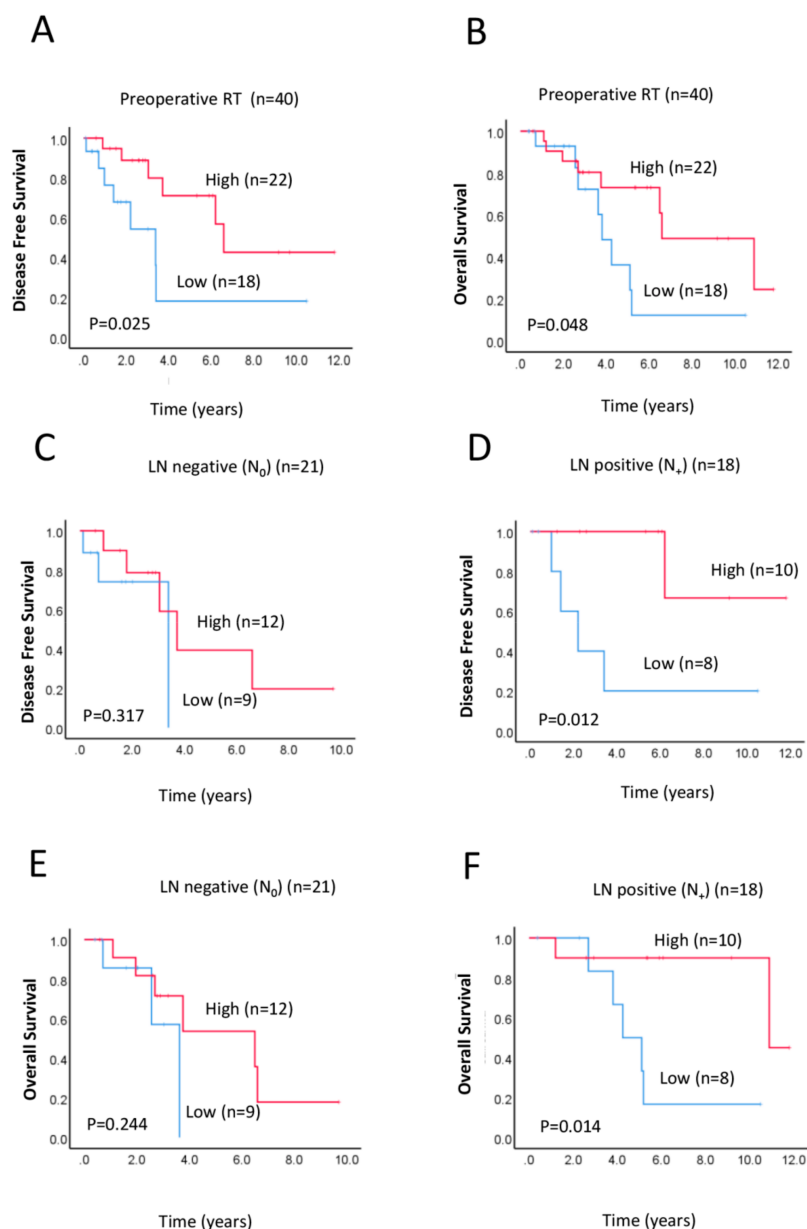 A
Preoperative RT (n=40)
Disease Free Survival
1.0
0.8
0.6
0.4
0.2
0.0
High (n=22)
Low (n=18)
P=0.025
.0 2.0 4.0 6.0 8.0 10.0 12.0
Time (years)
B
Preoperative RT (n=40)
Overall Survival
1.0
0.8
0.6
0.4
0.2
0.0
High (n=22)
Low (n=18)
P=0.048
.0 2.0 4.0 6.0 8.0 10.0 12.0
Time (years)
C
LN negative (N₀) (n=21)
Disease Free Survival
1.0
0.8
0.6
0.4
0.2
0.0
High (n=12)
Low (n=9)
P=0.317
.0 2.0 4.0 6.0 8.0 10.0
Time (years)
D
LN positive (N₊) (n=18)
Disease Free Survival
1.0
0.8
0.6
0.4
0.2
0.0
High (n=10)
Low (n=8)
P=0.012
.0 2.0 4.0 6.0 8.0 10.0 12.0
Time (years)
E
LN negative (N₀) (n=21)
Overall Survival
1.0
0.8
0.6
0.4
0.2
0.0
High (n=12)
Low (n=9)
P=0.244
.0 2.0 4.0 6.0 8.0 10.0
Time (years)
F
LN positive (N₊) (n=18)
Overall Survival
1.0
0.8
0.6
0.4
0.2
0.0
High (n=10)
Low (n=8)
P=0.014
.0 2.0 4.0 6.0 8.0 10.0 12.0
Time (years)